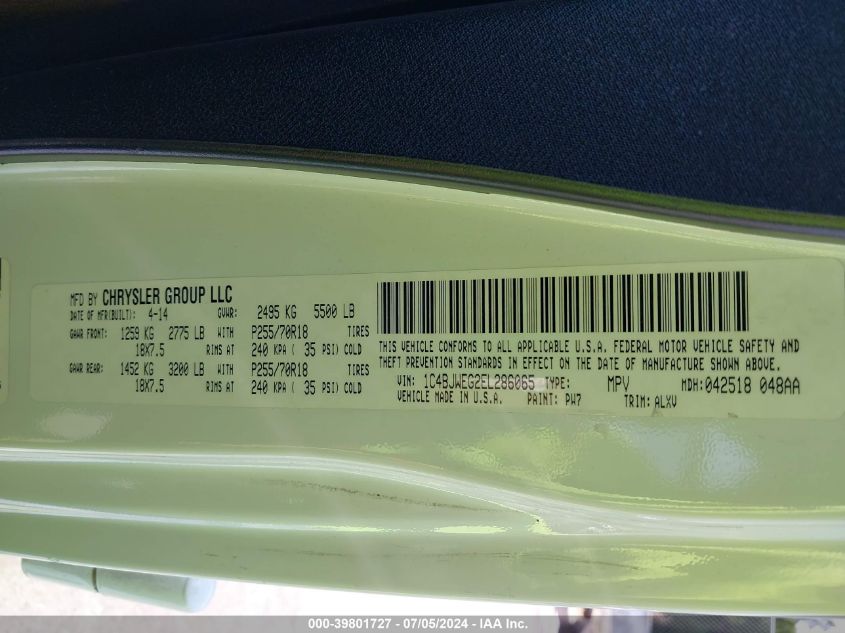 MFD BY CHRYSLER GROUP LLC
DATE OF MFR(BUILT): 4-14 GVWR: 2495 KG 5500 LB
GAWR FRONT: 1259 KG 2775 LB WITH P255/70R18 TIRES
18X7.5 RIMS AT 240 KPA ( 35 PSI) COLD
GAWR REAR: 1452 KG 3200 LB WITH P255/70R18 TIRES
18X7.5 RIMS AT 240 KPA ( 35 PSI) COLD
THIS VEHICLE CONFORMS TO ALL APPLICABLE U.S.A. FEDERAL MOTOR VEHICLE SAFETY AND
THEFT PREVENTION STANDARDS IN EFFECT ON THE DATE OF MANUFACTURE SHOWN ABOVE.
VIN: 1C4BJWEG2EL286065 TYPE: MPV MDH:042518 048AA
VEHICLE MADE IN U.S.A. PAINT: PW7 TRIM: ALXV
000-39801727 - 07/05/2024 - IAA Inc.